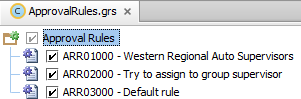 ApprovalRules.grs
Approval Rules
ARR01000 - Western Regional Auto Supervisors
ARR02000 - Try to assign to group supervisor
ARR03000 - Default rule